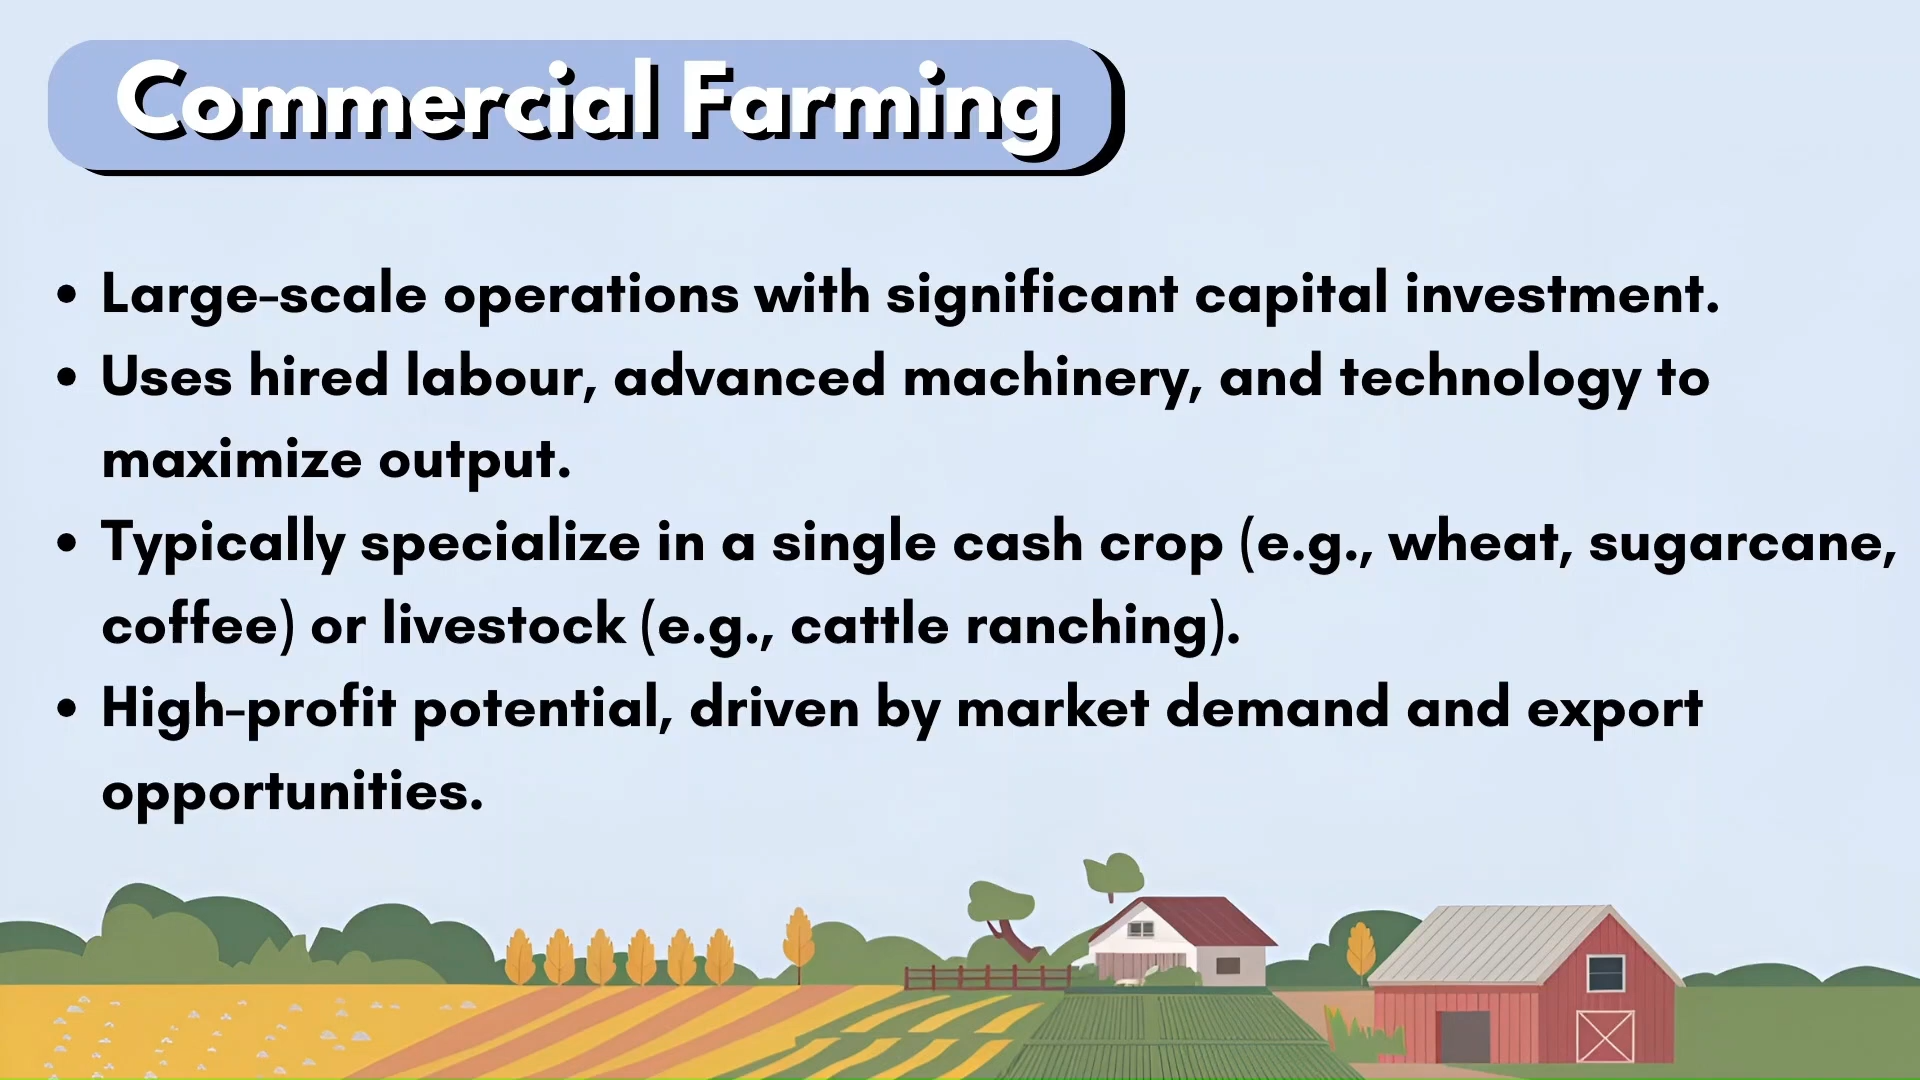 Commercial Farming
• Large-scale operations with significant capital investment.
• Uses hired labour, advanced machinery, and technology to
maximize output.
• Typically specialize in a single cash crop (e.g., wheat, sugarcane,
coffee) or livestock (e.g., cattle ranching).
• High-profit potential, driven by market demand and export
opportunities.